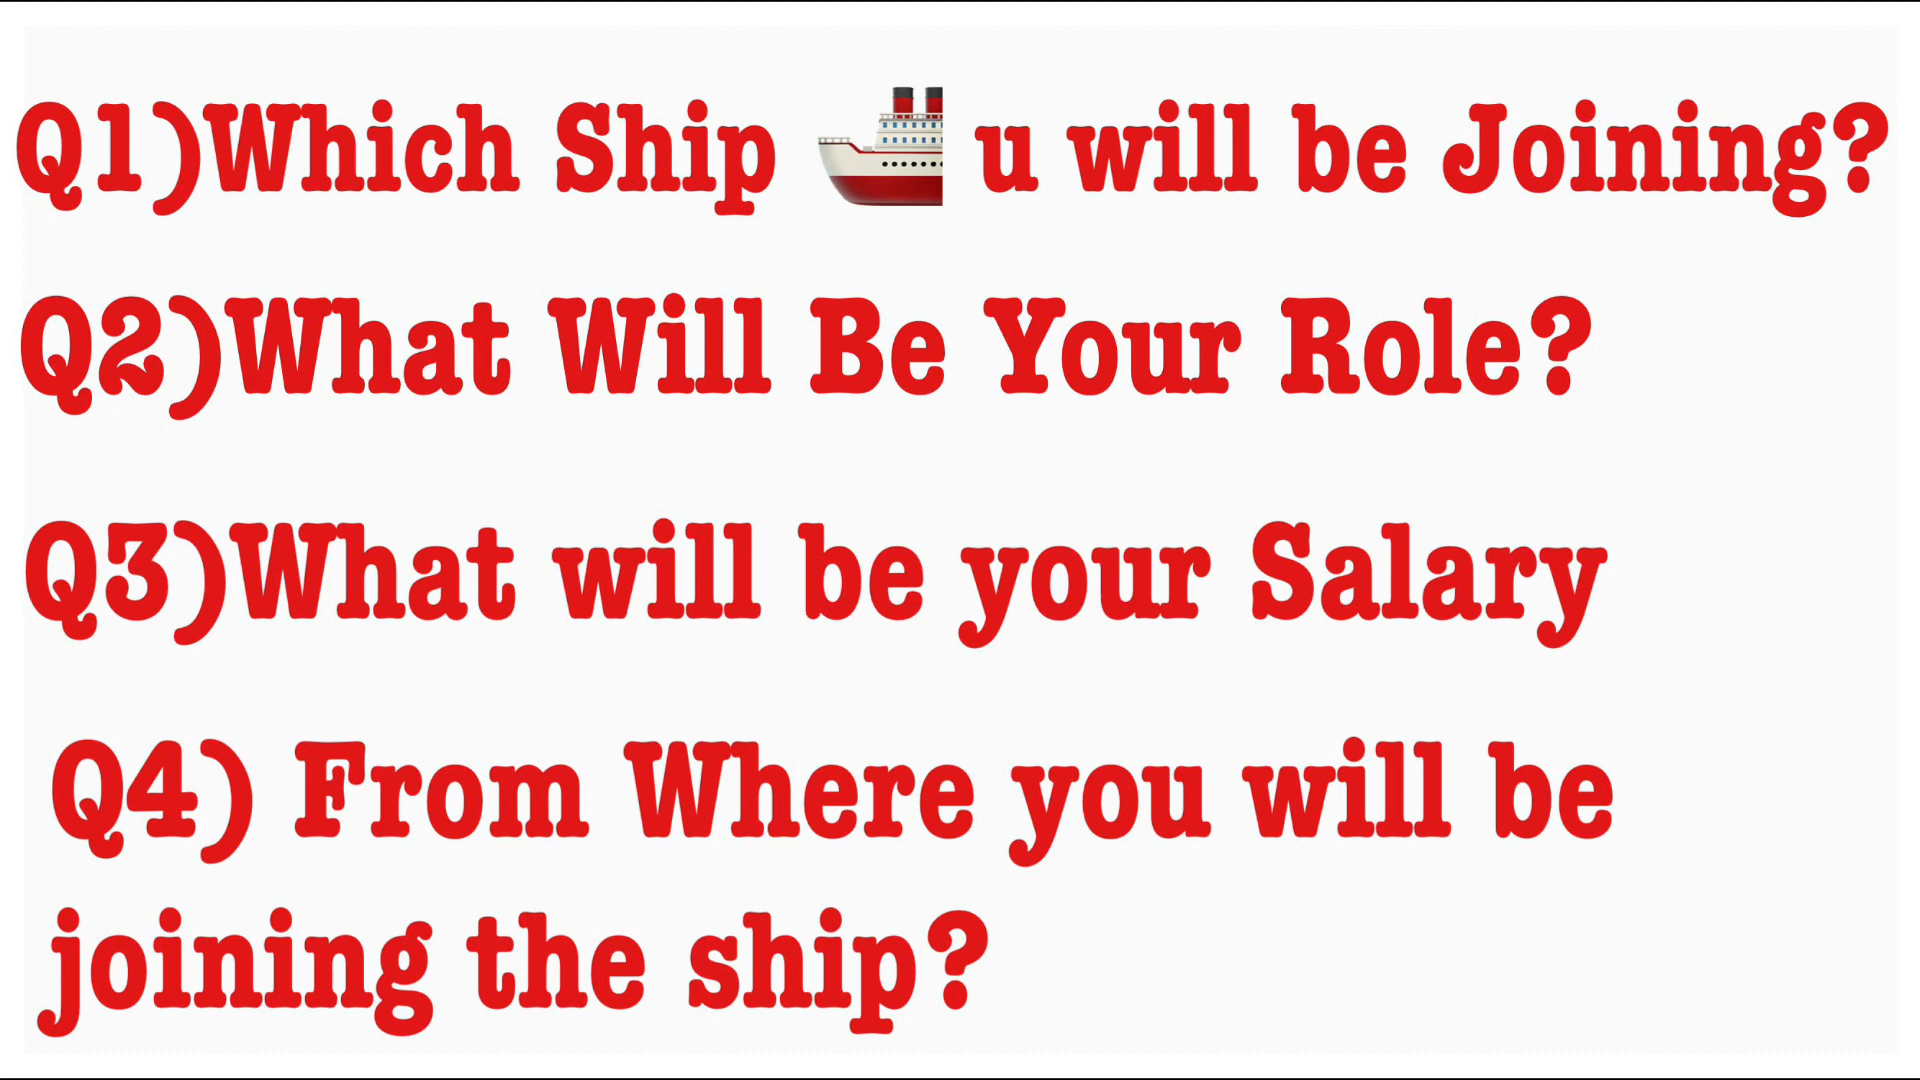 Q1)Which Ship 🚢 u will be Joining?
Q2)What Will Be Your Role?
Q3)What will be your Salary
Q4) From Where you will be
joining the ship?